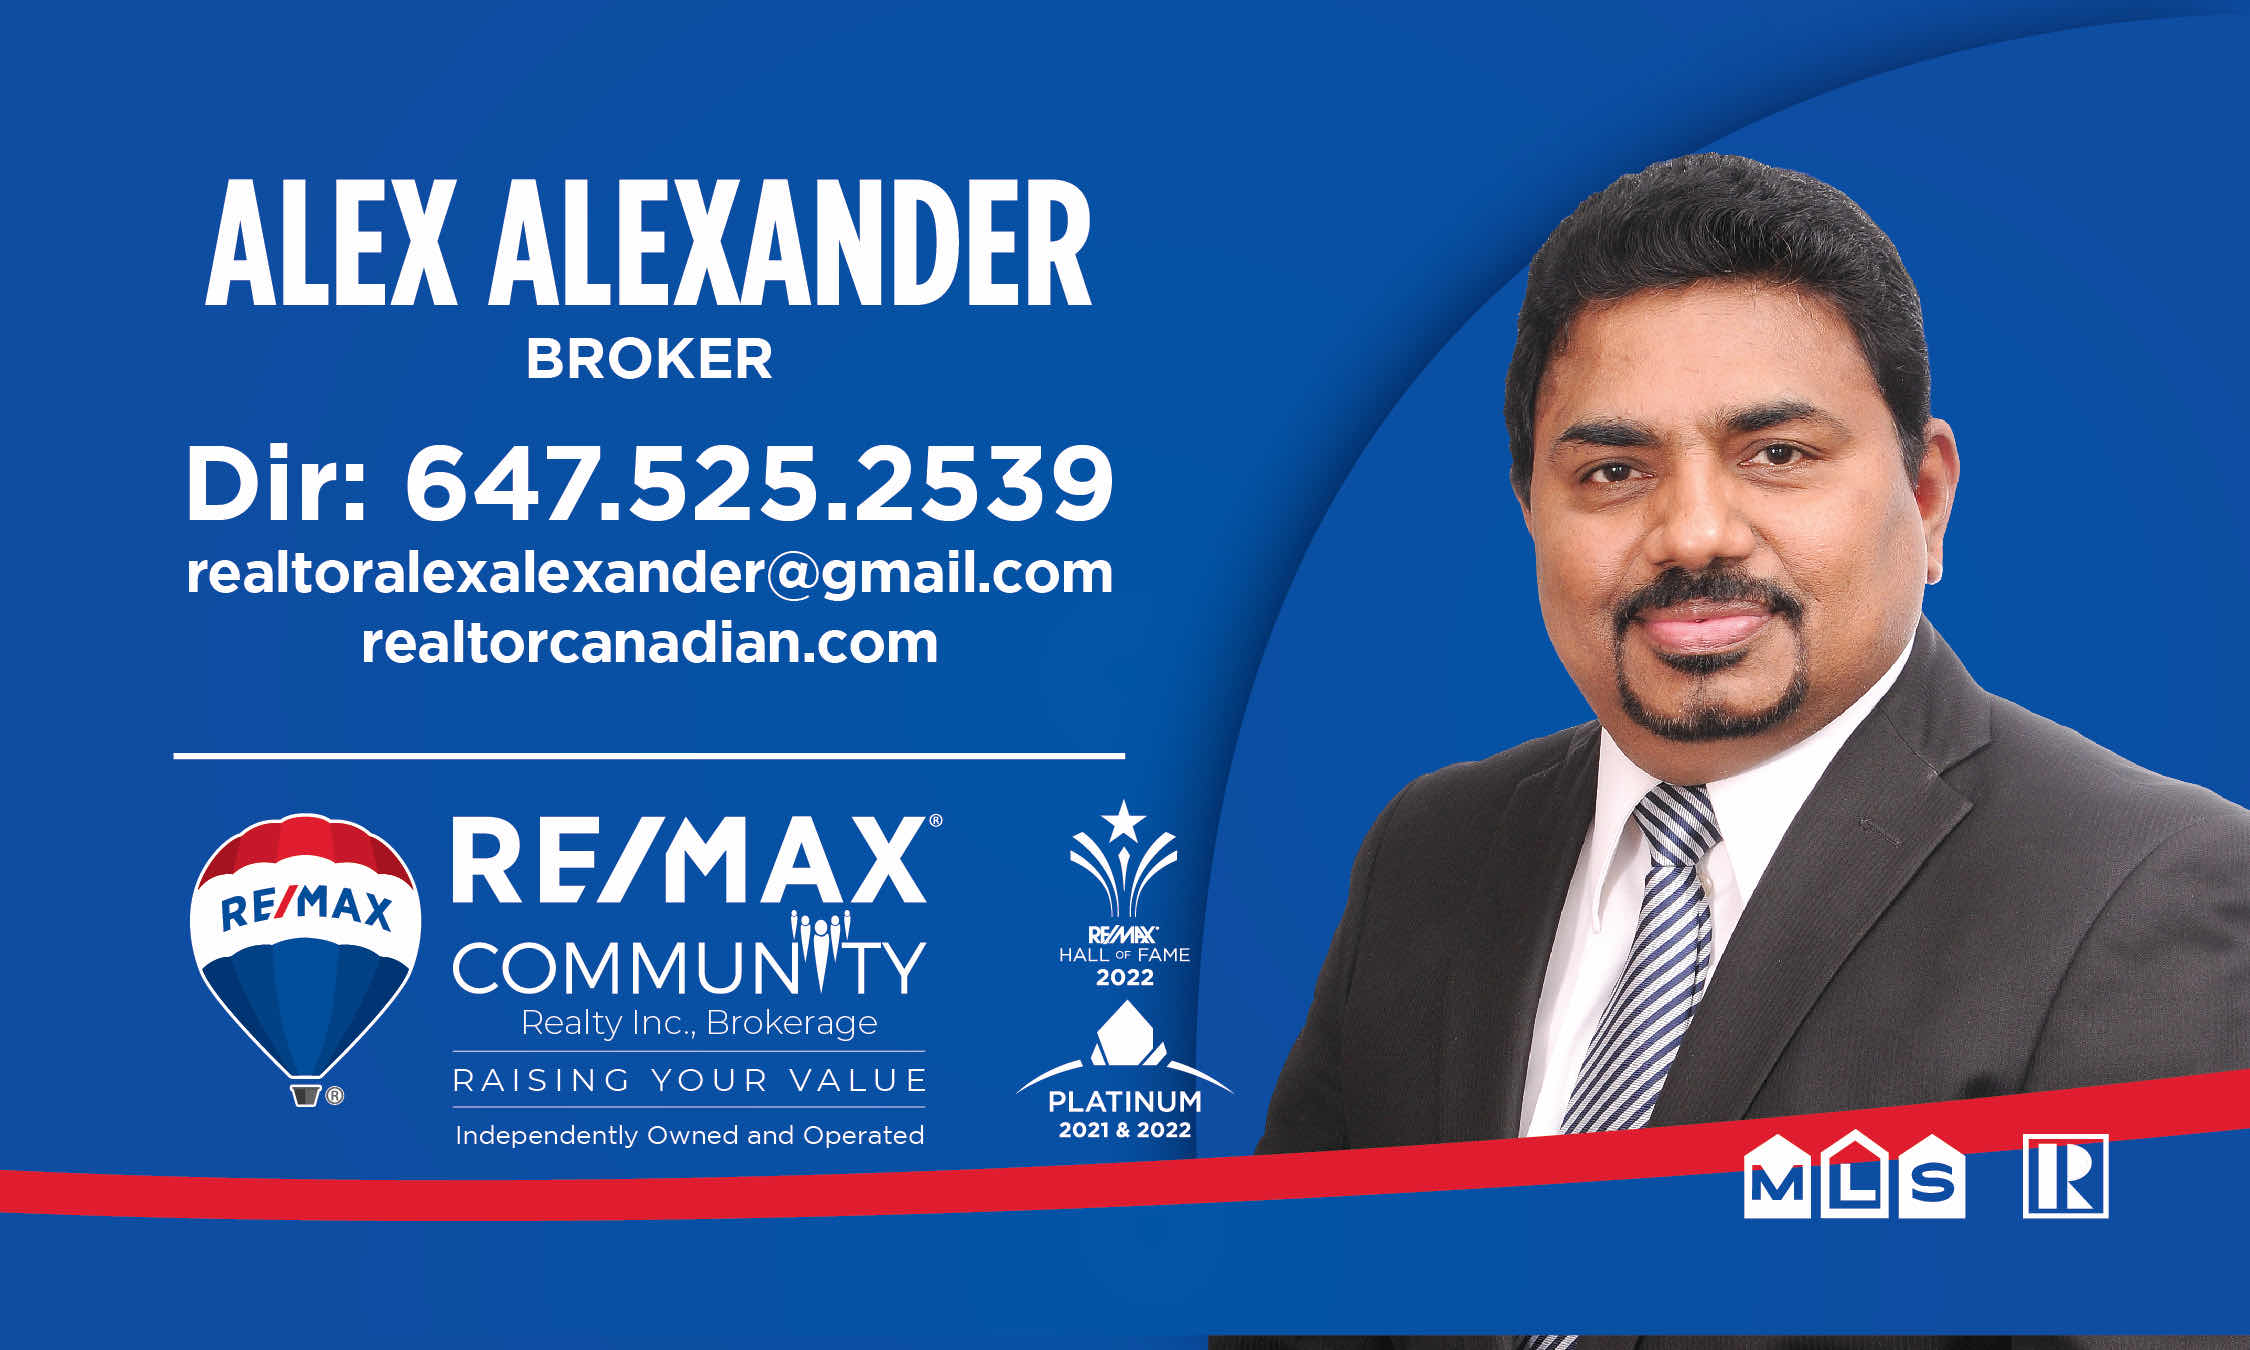 ALEX ALEXANDER
BROKER
Dir: 647.525.2539
realtoralexalexander@gmail.com
realtorcanadian.com
RE/MAX
®
RE/MAX®
COMMUNITY
Realty Inc., Brokerage
RAISING YOUR VALUE
Independently Owned and Operated
RE/MAX
HALL OF FAME
2022
PLATINUM
2021 & 2022
MLS
R